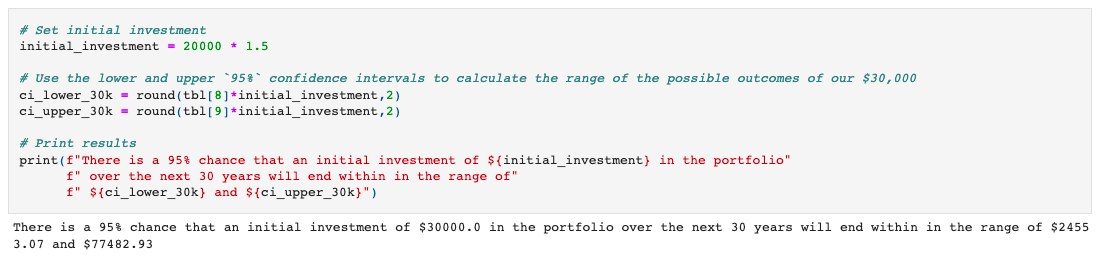 # Set initial investment
initial_investment = 20000 * 1.5
# Use the lower and upper `95%` confidence intervals to calculate the range of the possible outcomes of our $30,000
ci_lower_30k = round(tbl[8]*initial_investment,2)
ci_upper_30k = round(tbl[9]*initial_investment,2)
# Print results
print(f"There is a 95% chance that an initial investment of ${initial_investment} in the portfolio"
f" over the next 30 years will end within in the range of"
f" ${ci_lower_30k} and ${ci_upper_30k}")
There is a 95% chance that an initial investment of $30000.0 in the portfolio over the next 30 years will end within in the range of $2455
3.07 and $77482.93